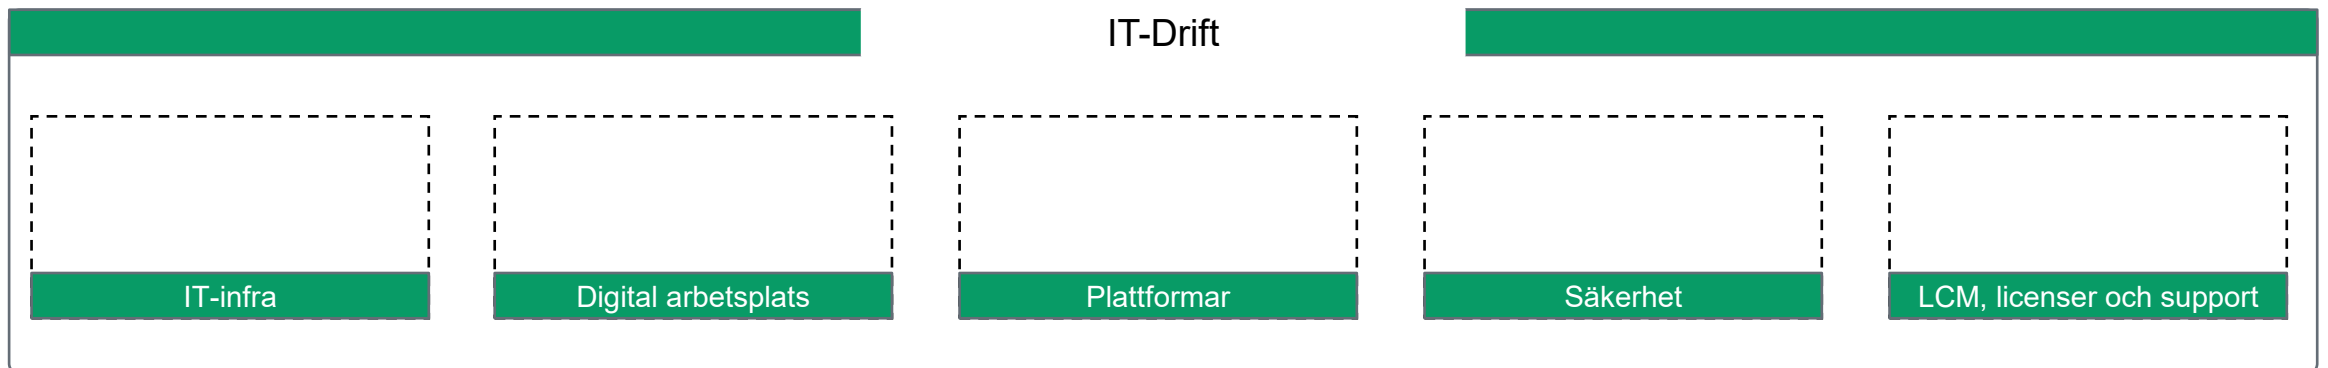 IT-Drift
IT-infra
Digital arbetsplats
Plattformar
Säkerhet
LCM, licenser och support